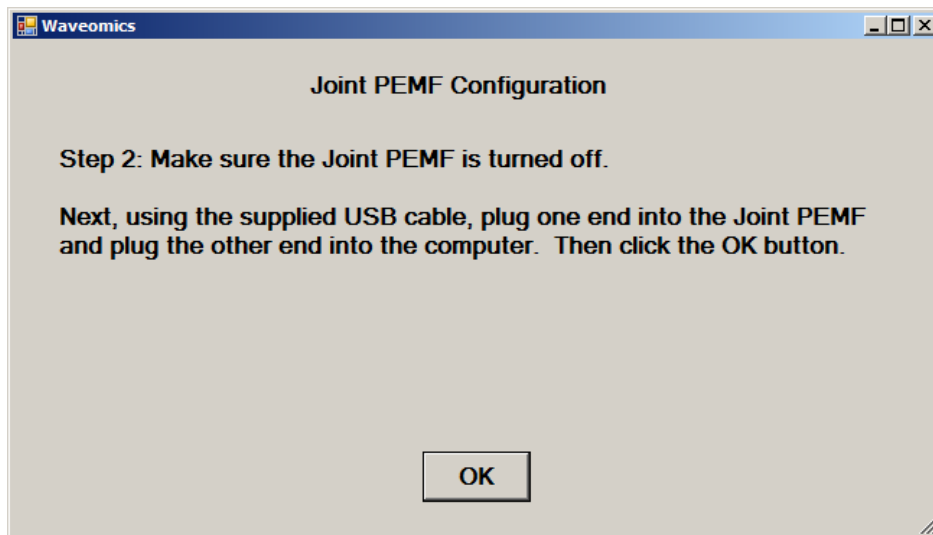 Waveomics
Joint PEMF Configuration
Step 2: Make sure the Joint PEMF is turned off.
Next, using the supplied USB cable, plug one end into the Joint PEMF
and plug the other end into the computer.  Then click the OK button.
OK